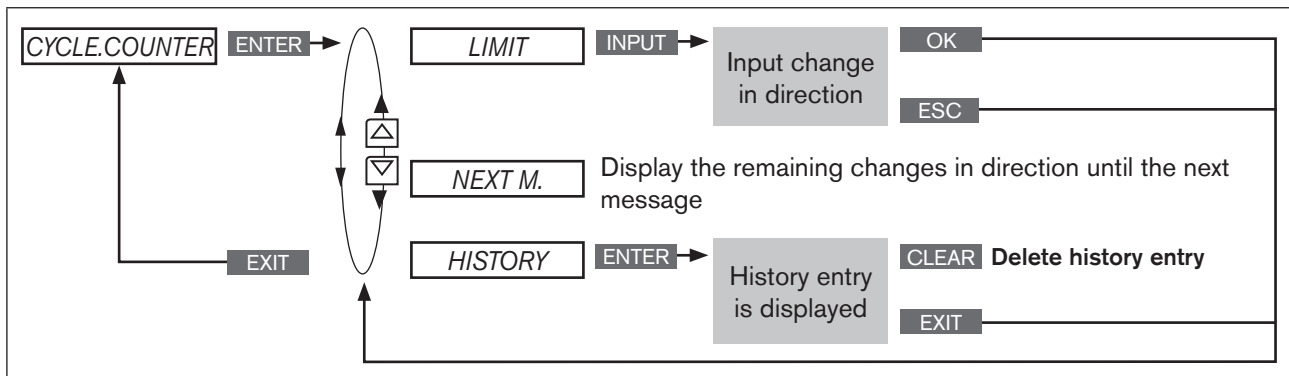 CYCLE.COUNTER
ENTER
LIMIT
INPUT
Input change
in direction
OK
ESC
NEXT M.
Display the remaining changes in direction until the next
message
EXIT
HISTORY
ENTER
History entry
is displayed
CLEAR Delete history entry
EXIT